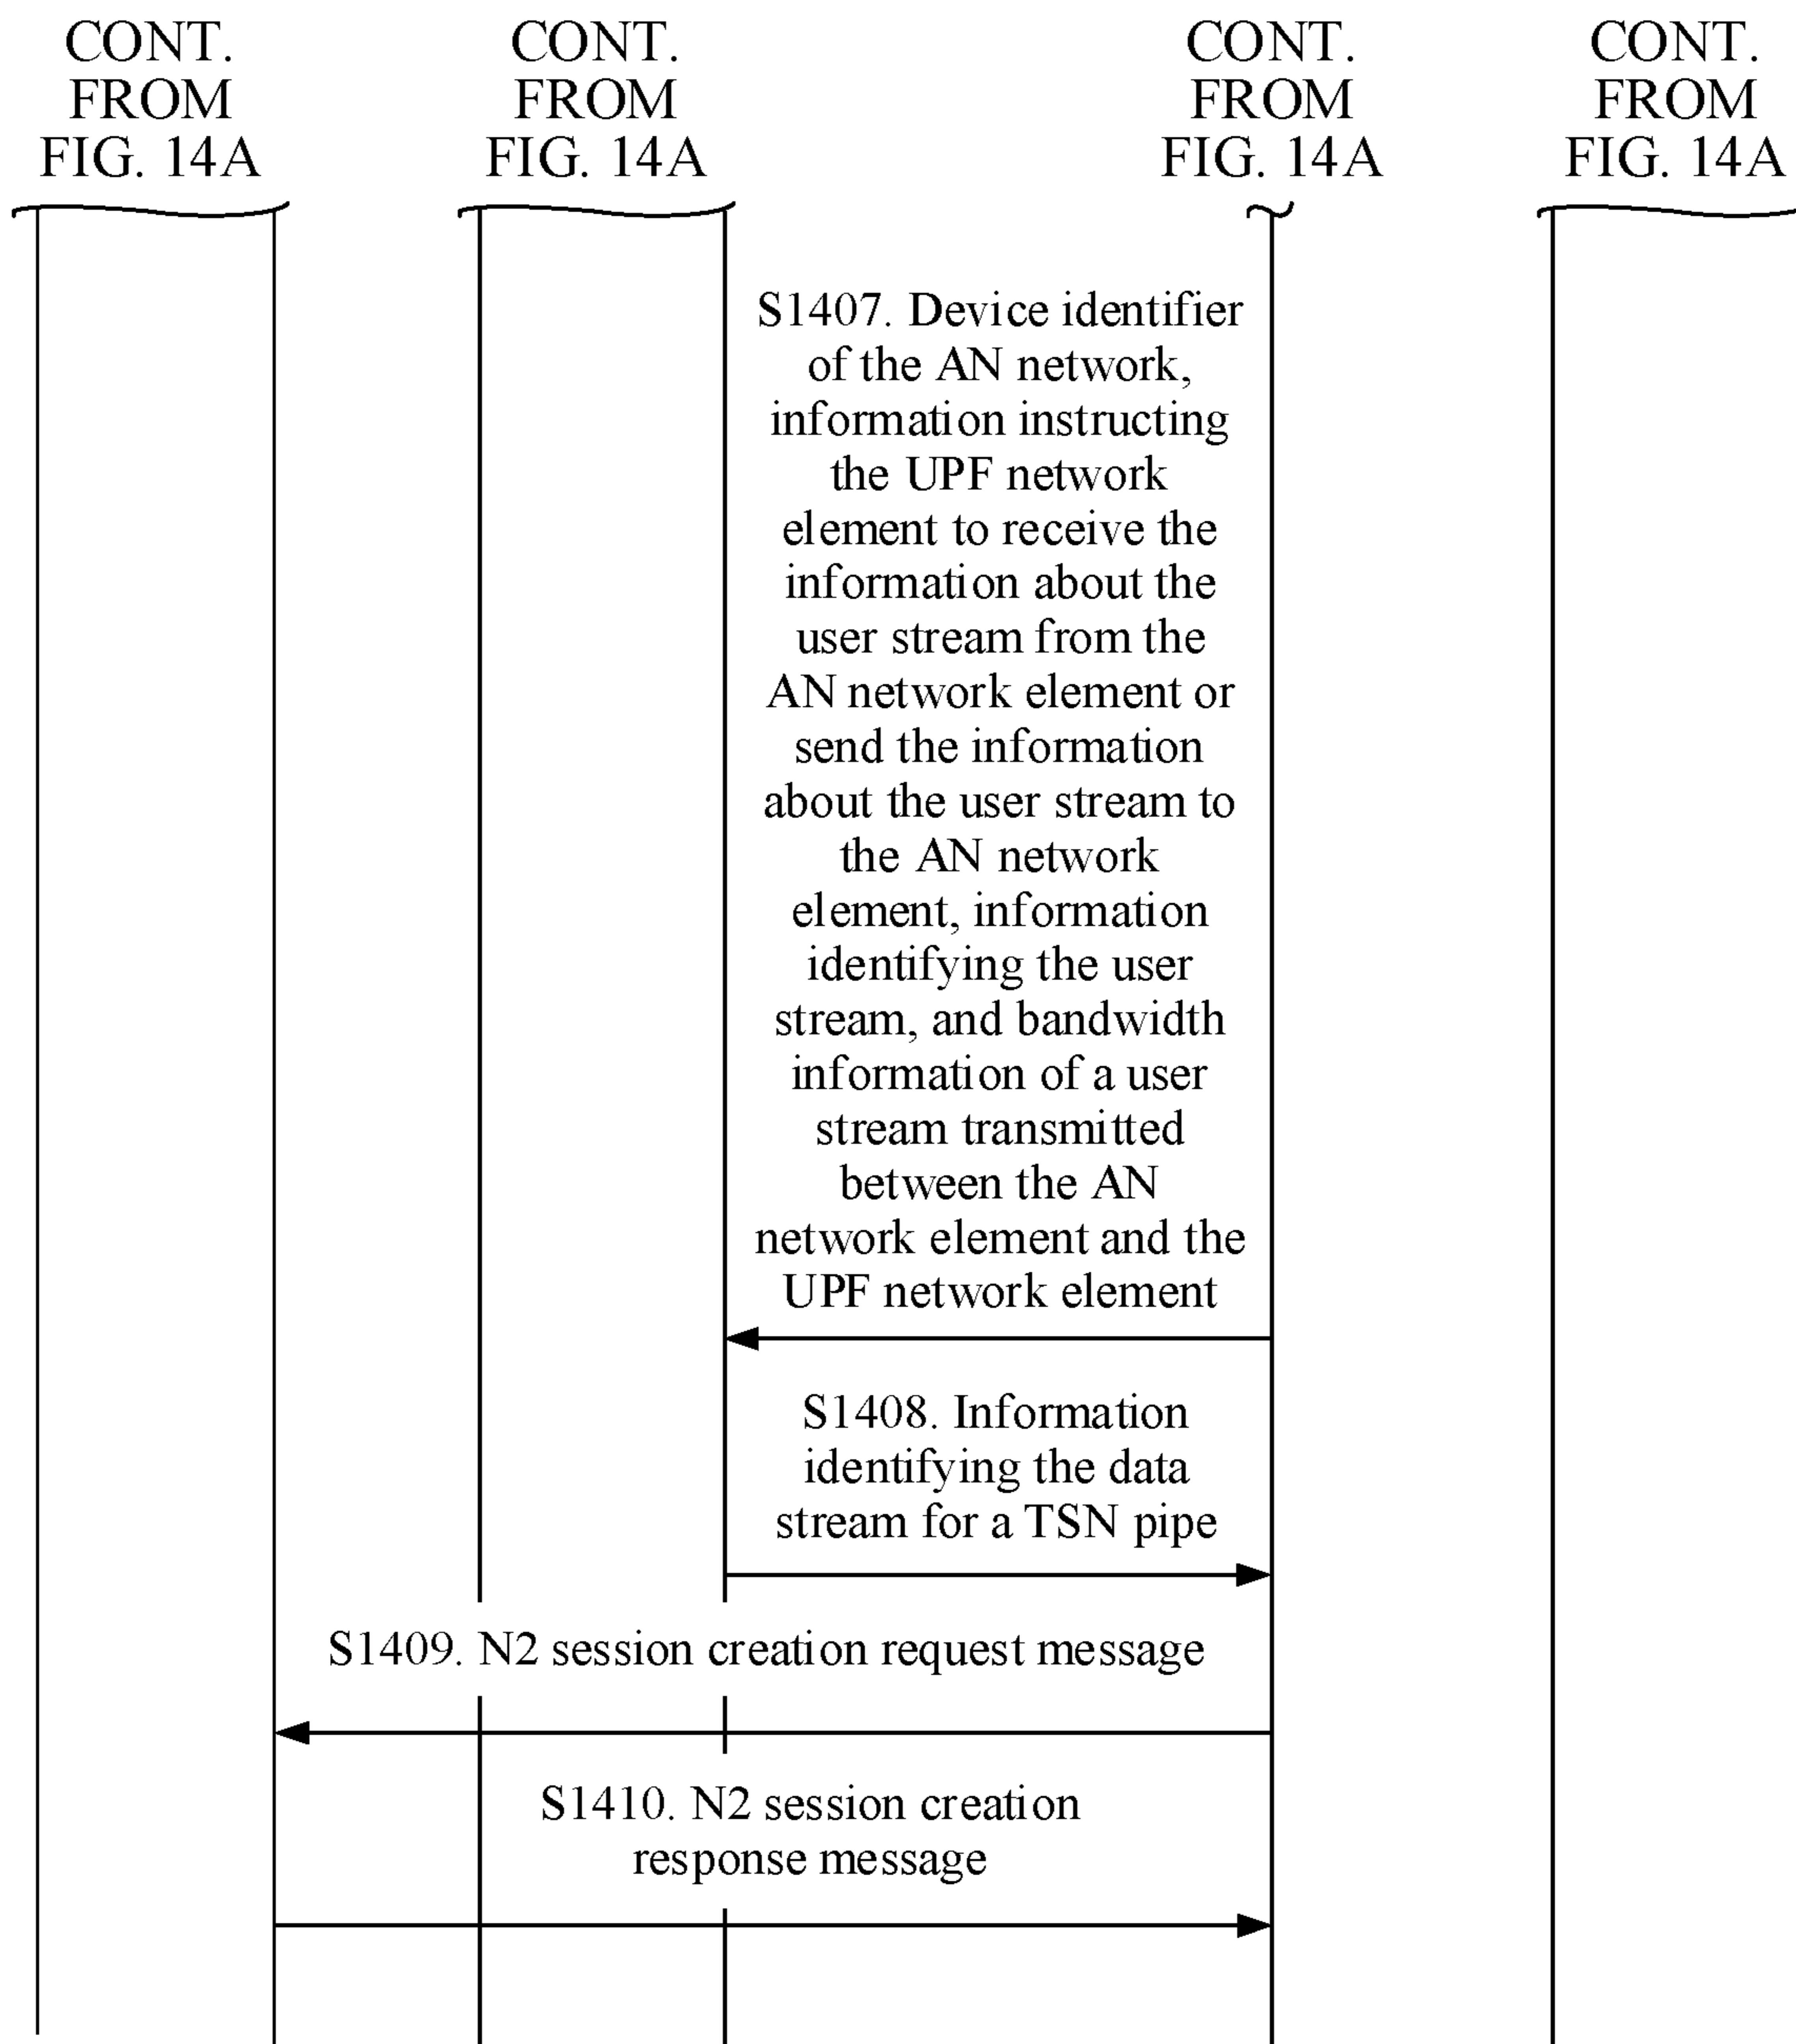 CONT.
FROM
FIG. 14A
CONT.
FROM
FIG. 14A
CONT.
FROM
FIG. 14A
CONT.
FROM
FIG. 14A
S1407. Device identifier
of the AN network,
information instructing
the UPF network
element to receive the
information about the
user stream from the
AN network element or
send the information
about the user stream to
the AN network
element, information
identifying the user
stream, and bandwidth
information of a user
stream transmitted
between the AN
network element and the
UPF network element
S1408. Information
identifying the data
stream for a TSN pipe
S1409. N2 session creation request message
S1410. N2 session creation
response message